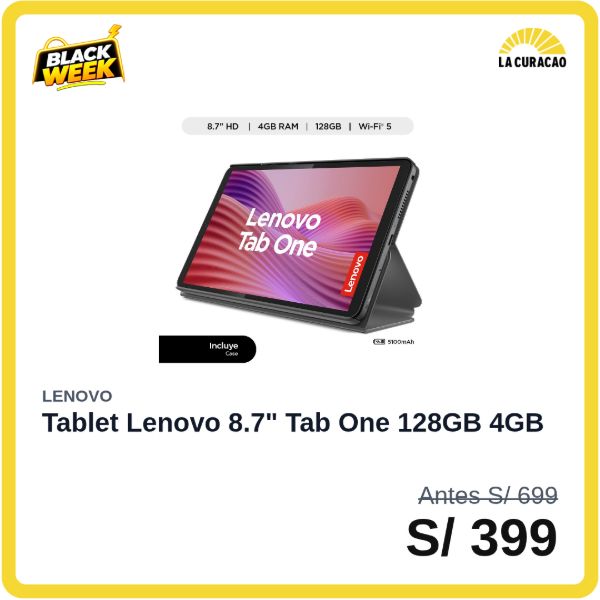 BLACK
WEEK
LA CURACAO
8.7" HD | 4GB RAM | 128GB | Wi-Fi® 5
Lenovo
Tab One
Lenovo
Incluye
Case
5100mAh
LENOVO
Tablet Lenovo 8.7" Tab One 128GB 4GB
Antes S/ 699
S/ 399